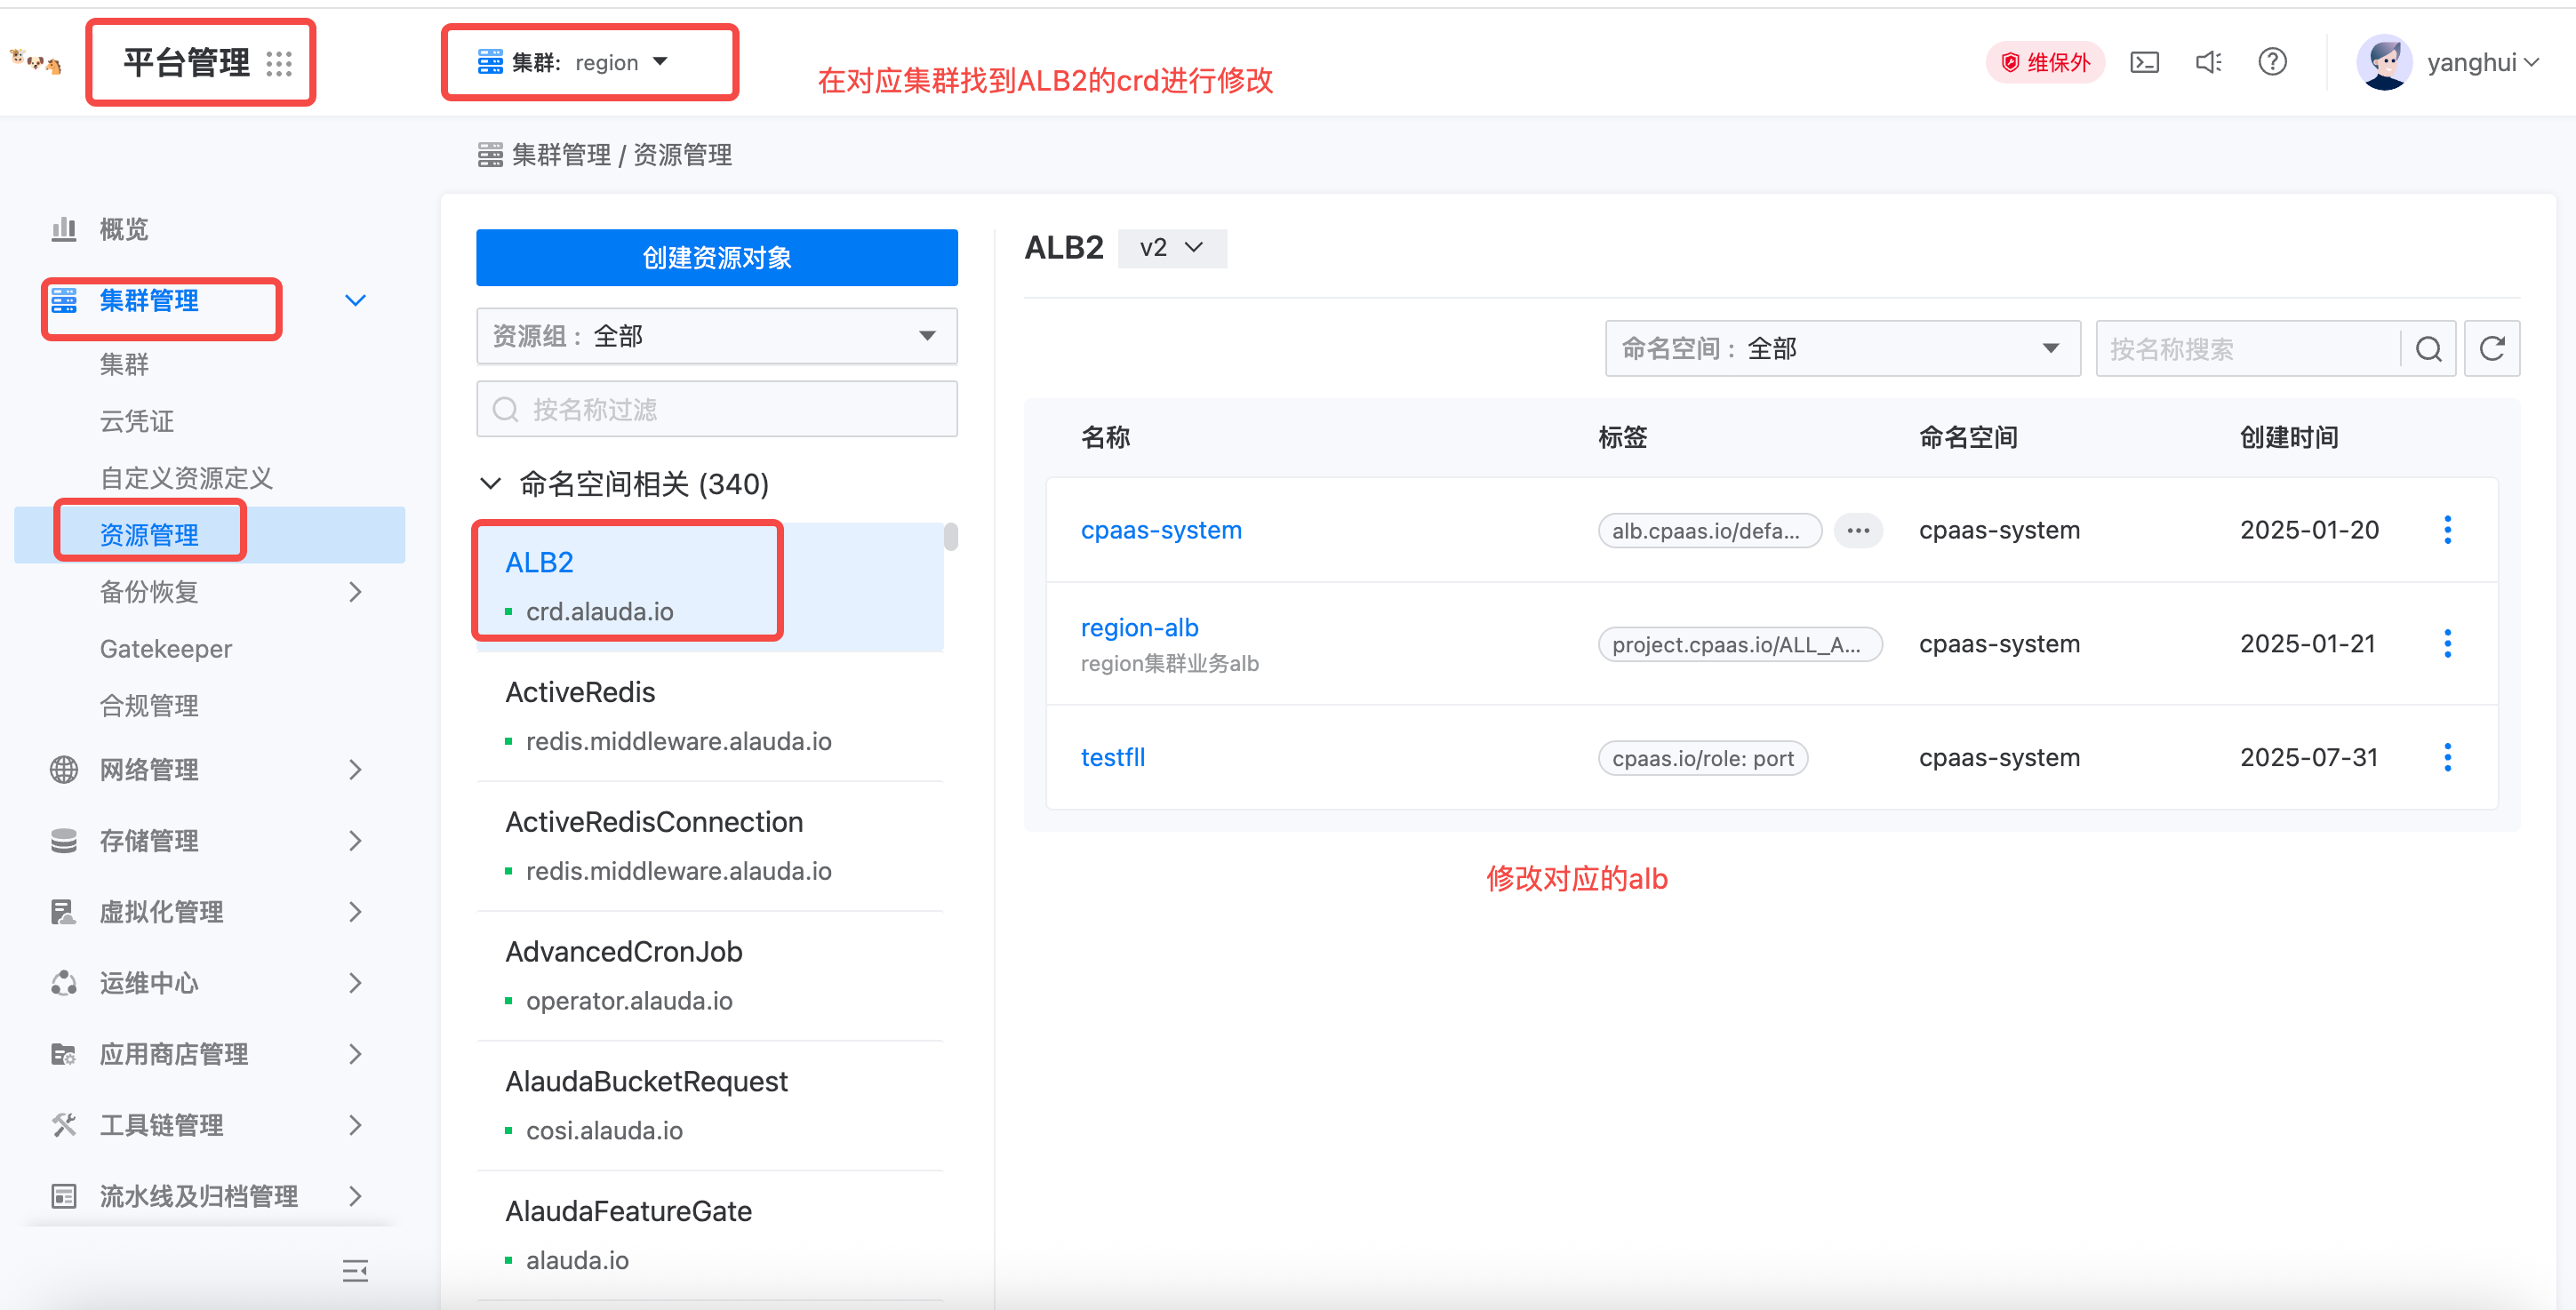 平台管理
集群: region
在对应集群找到ALB2的crd进行修改
维保外
yanghui
集群管理 / 资源管理
概览
集群管理
集群
云凭证
自定义资源定义
资源管理
备份恢复
Gatekeeper
合规管理
网络管理
存储管理
虚拟化管理
运维中心
应用商店管理
工具链管理
流水线及归档管理
创建资源对象
资源组： 全部
按名称过滤
命名空间相关 (340)
ALB2
crd.alauda.io
ActiveRedis
redis.middleware.alauda.io
ActiveRedisConnection
redis.middleware.alauda.io
AdvancedCronJob
operator.alauda.io
AlaudaBucketRequest
cosi.alauda.io
AlaudaFeatureGate
alauda.io
ALB2 v2
命名空间： 全部 按名称搜索
名称 标签 命名空间 创建时间
cpaas-system alb.cpaas.io/defa... cpaas-system 2025-01-20
region-alb project.cpaas.io/ALL_A... cpaas-system 2025-01-21
region集群业务alb
testfll cpaas.io/role: port cpaas-system 2025-07-31
修改对应的alb